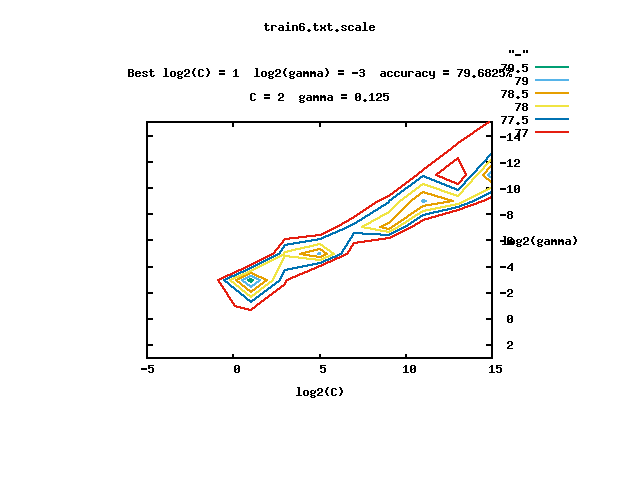 train6.txt.scale
"-"
Best log2(C) = 1  log2(gamma) = -3  accuracy = 79.6825%
79.5
79
78.5
78
77.5
77
C = 2  gamma = 0.125
-14
-12
-10
-8
-6
log2(gamma)
-4
-2
0
2
-5 0 5 10 15
log2(C)